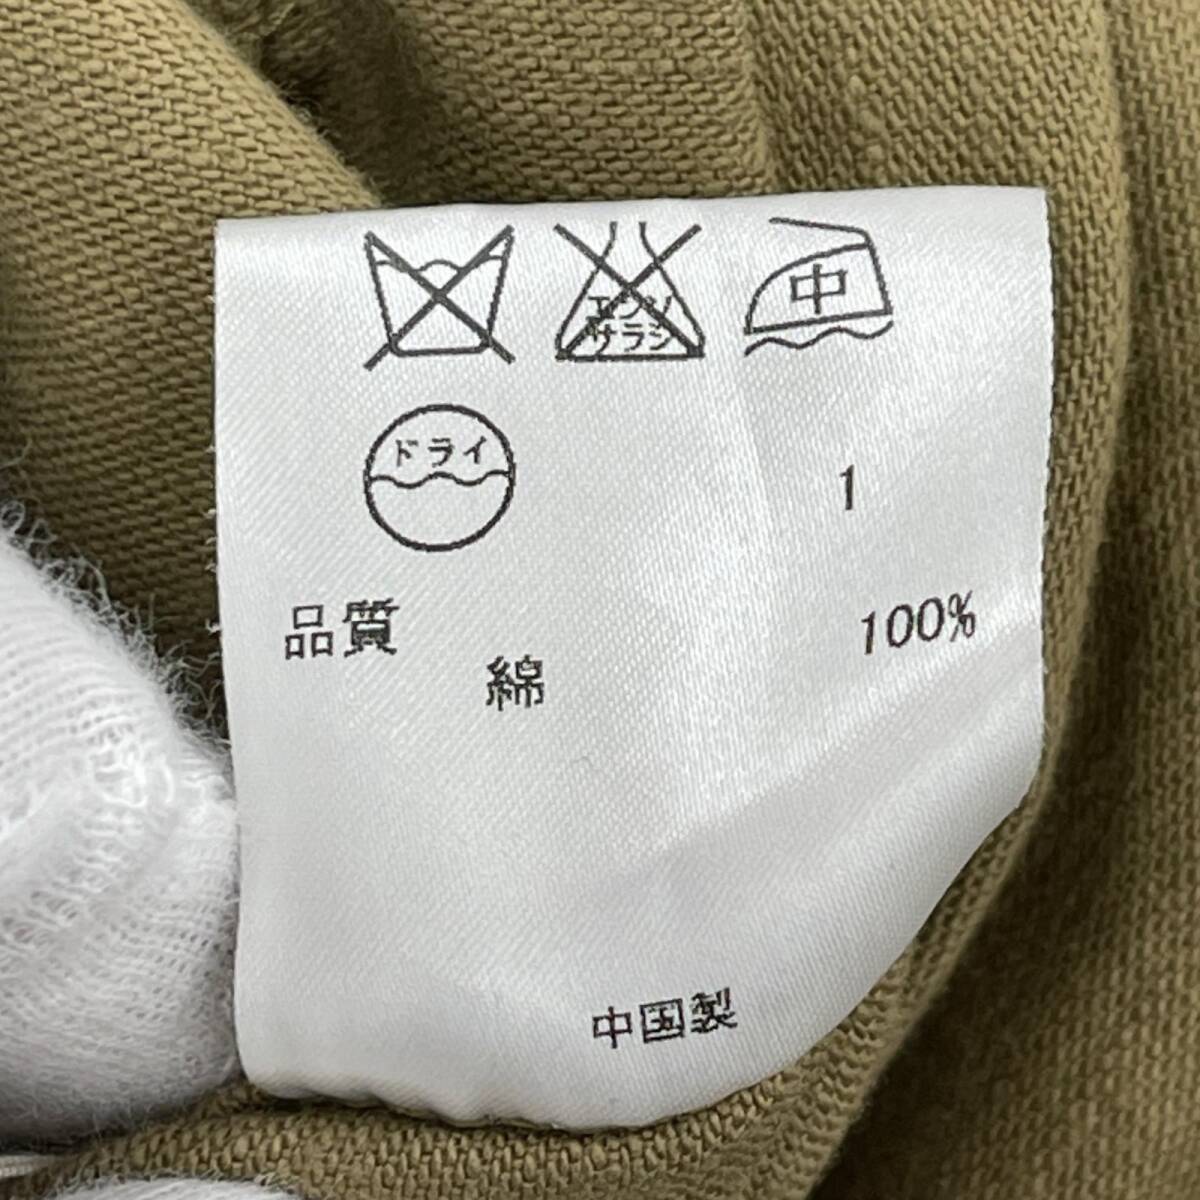 エンソ
サラシ
中
ドライ
1
品質
綿 100%
中国製